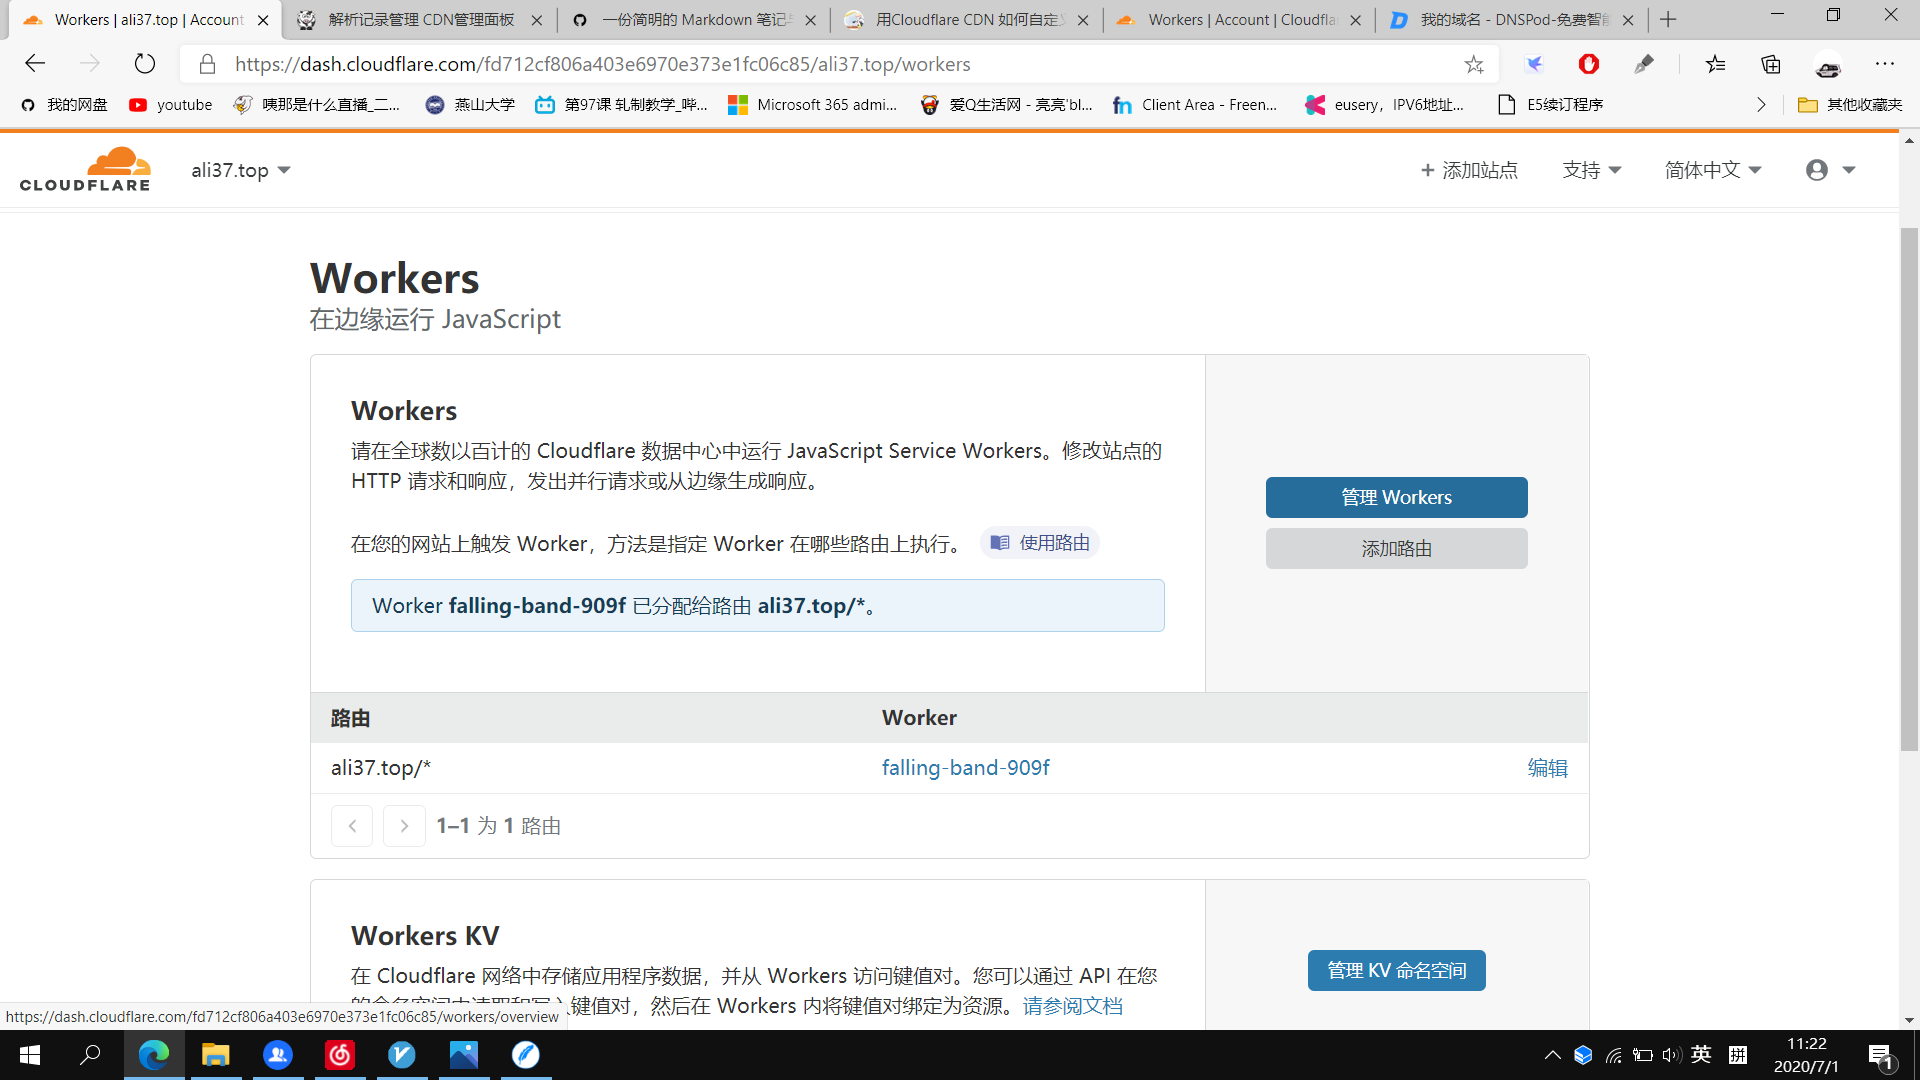 Workers | ali37.top | Account
解析记录管理 CDN管理面板
一份简明的 Markdown 笔记与
用Cloudflare CDN 如何自定义
Workers | Account | Cloudflar
我的域名 - DNSPod-免费智能
https://dash.cloudflare.com/fd712cf806a403e6970e373e1fc06c85/ali37.top/workers
我的网盘
youtube
咦那是什么直播_二...
燕山大学
第97课 轧制教学_哔...
Microsoft 365 admi...
爱Q生活网 - 亮亮'bl...
fn Client Area - Freen...
eusery，IPV6地址...
E5续订程序
其他收藏夹
CLOUDFLARE
ali37.top
+ 添加站点
支持
简体中文
Workers
在边缘运行 JavaScript
Workers
请在全球数以百计的 Cloudflare 数据中心中运行 JavaScript Service Workers。修改站点的
HTTP 请求和响应，发出并行请求或从边缘生成响应。
在您的网站上触发 Worker，方法是指定 Worker 在哪些路由上执行。
使用路由
Worker falling-band-909f 已分配给路由 ali37.top/*。
管理 Workers
添加路由
路由
Worker
ali37.top/*
falling-band-909f
编辑
1–1 为 1 路由
Workers KV
在 Cloudflare 网络中存储应用程序数据，并从 Workers 访问键值对。您可以通过 API 在您
键值对，然后在 Workers 内将键值对绑定为资源。请参阅文档
管理 KV 命名空间
https://dash.cloudflare.com/fd712cf806a403e6970e373e1fc06c85/workers/overview
英
拼
11:22
2020/7/1
1